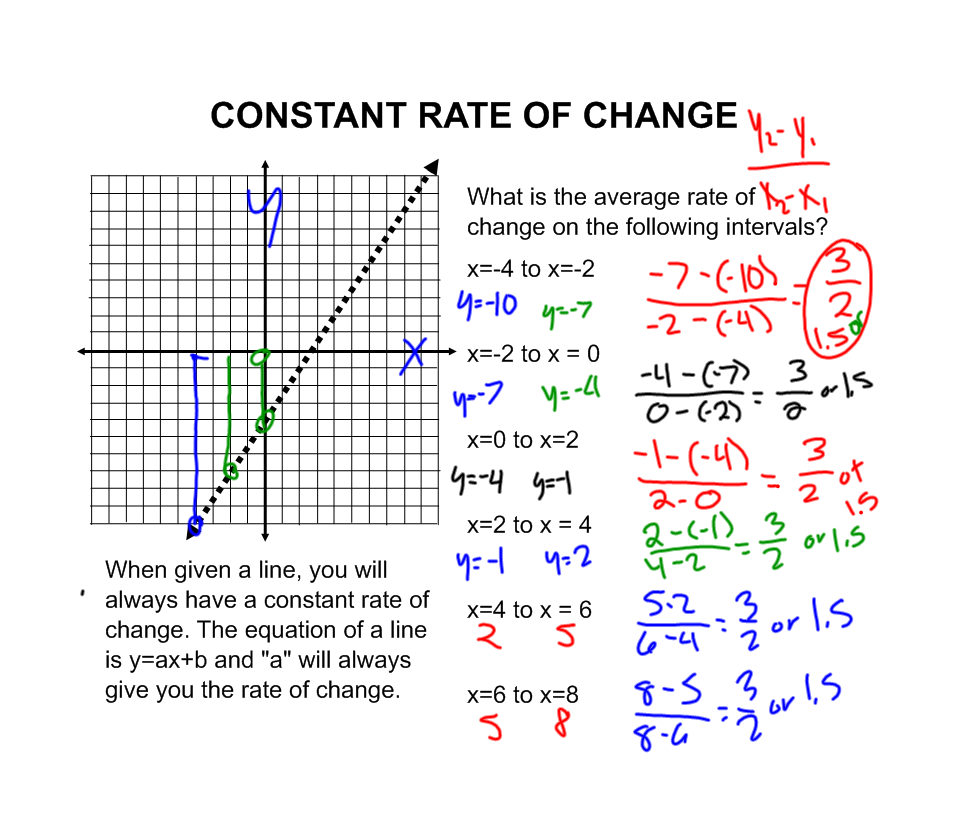 CONSTANT RATE OF CHANGE
y₂-y₁
x₂-x₁
y
x
What is the average rate of
change on the following intervals?
x=-4 to x=-2
y=-10 y=-7
-7-(-10)
-2-(-4)
= 3/2 or 1.5
x=-2 to x = 0
y=-7 y=-4
-4-(-7)
0-(-2)
= 3/2 or 1.5
x=0 to x=2
y=-4 y=-1
-1-(-4)
2-0
= 3/2 or 1.5
x=2 to x = 4
y=-1 y=2
2-(-1)
4-2
= 3/2 or 1.5
x=4 to x = 6
2 5
5-2
6-4
= 3/2 or 1.5
x=6 to x=8
5 8
8-5
8-6
= 3/2 or 1.5
When given a line, you will
always have a constant rate of
change. The equation of a line
is y=ax+b and "a" will always
give you the rate of change.